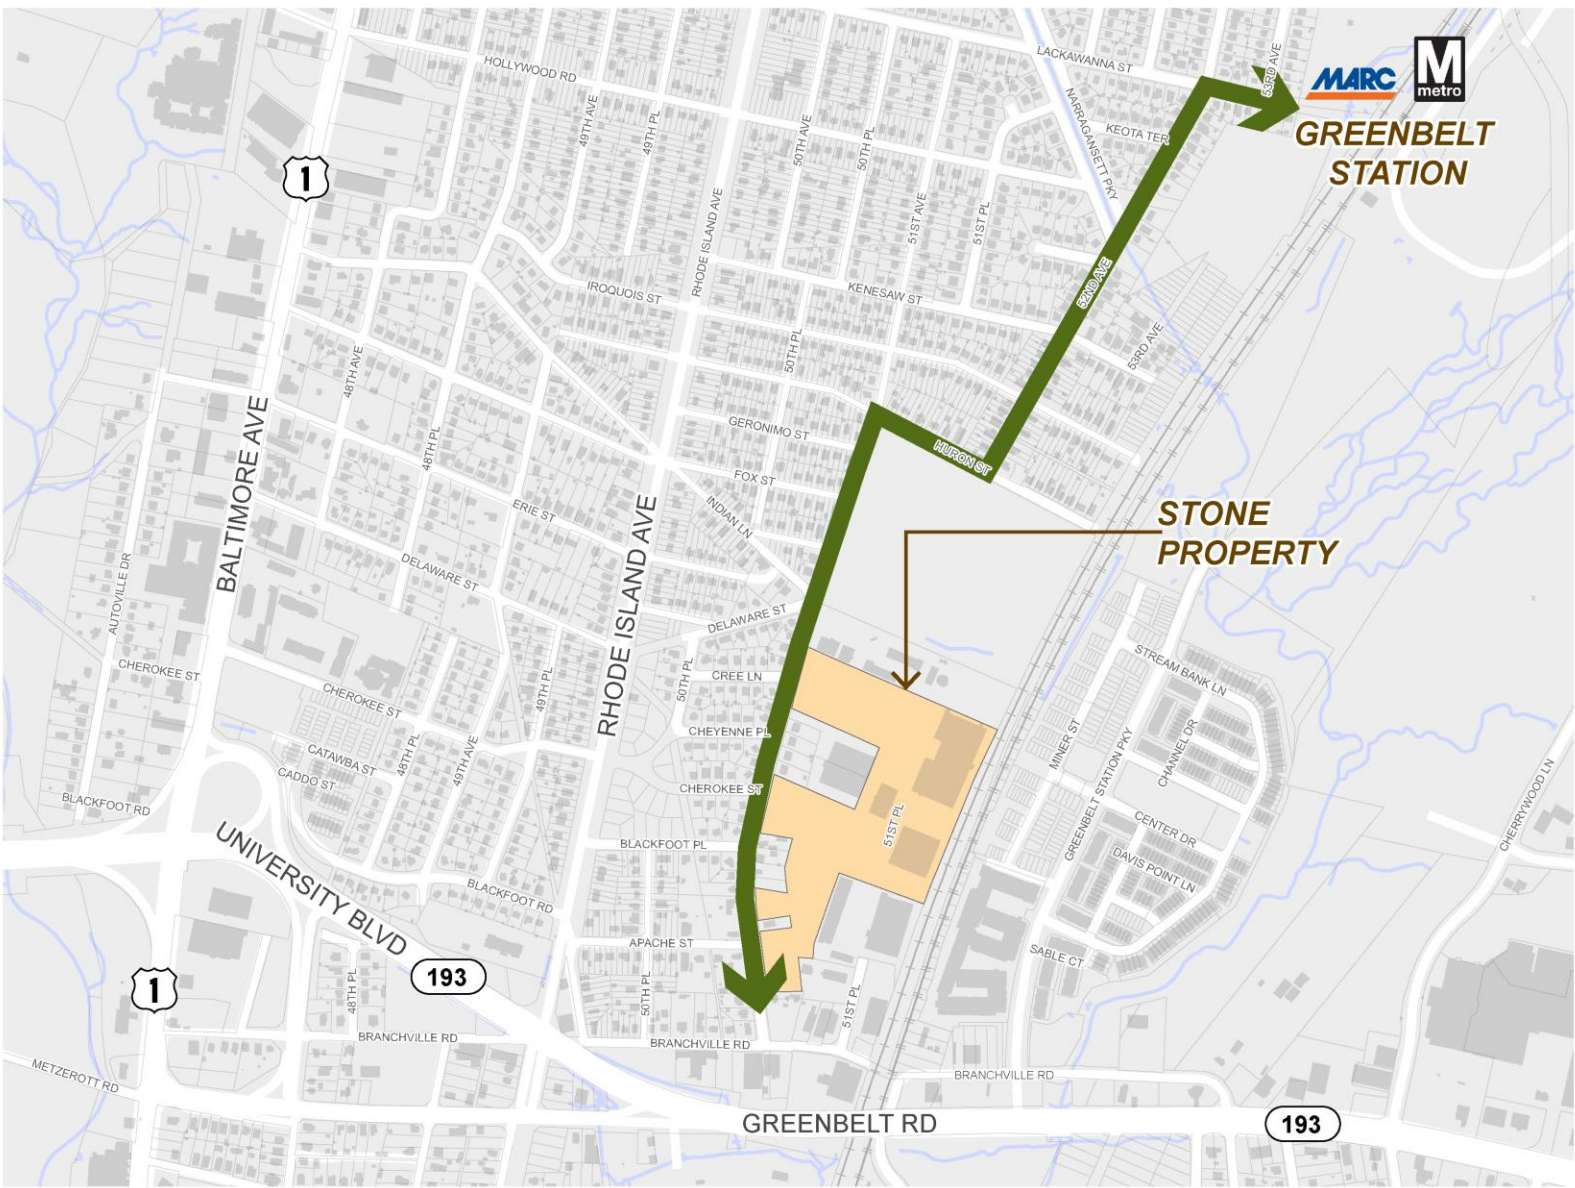 LACKAWANNA ST
53RD AVE
MARC
M
metro
GREENBELT
STATION
HOLLYWOOD RD
49TH AVE
49TH PL
50TH AVE
50TH PL
NARRAGANSETT PKY
KEOTA TER
1
RHODE ISLAND AVE
51ST AVE
51ST PL
IROQUOIS ST
KENESAW ST
52ND AVE
53RD AVE
48TH AVE
50TH PL
BALTIMORE AVE
48TH PL
GERONIMO ST
HURON ST
FOX ST
INDIAN LN
ERIE ST
STONE
PROPERTY
AUTOVILLE DR
DELAWARE ST
RHODE ISLAND AVE
DELAWARE ST
CHEROKEE ST
CHEROKEE ST
49TH PL
50TH PL
CREE LN
STREAM BANK LN
CHEYENNE PL
CATAWBA ST
48TH PL
49TH AVE
MINER ST
GREENBELT STATION PKY
CHANNEL DR
CADDO ST
CHEROKEE ST
BLACKFOOT RD
51ST PL
CENTER DR
CHERRYWOOD LN
UNIVERSITY BLVD
BLACKFOOT PL
DAVIS POINT LN
BLACKFOOT RD
APACHE ST
SABLE CT
193
1
48TH PL
50TH PL
51ST PL
BRANCHVILLE RD
BRANCHVILLE RD
METZEROTT RD
BRANCHVILLE RD
GREENBELT RD
193